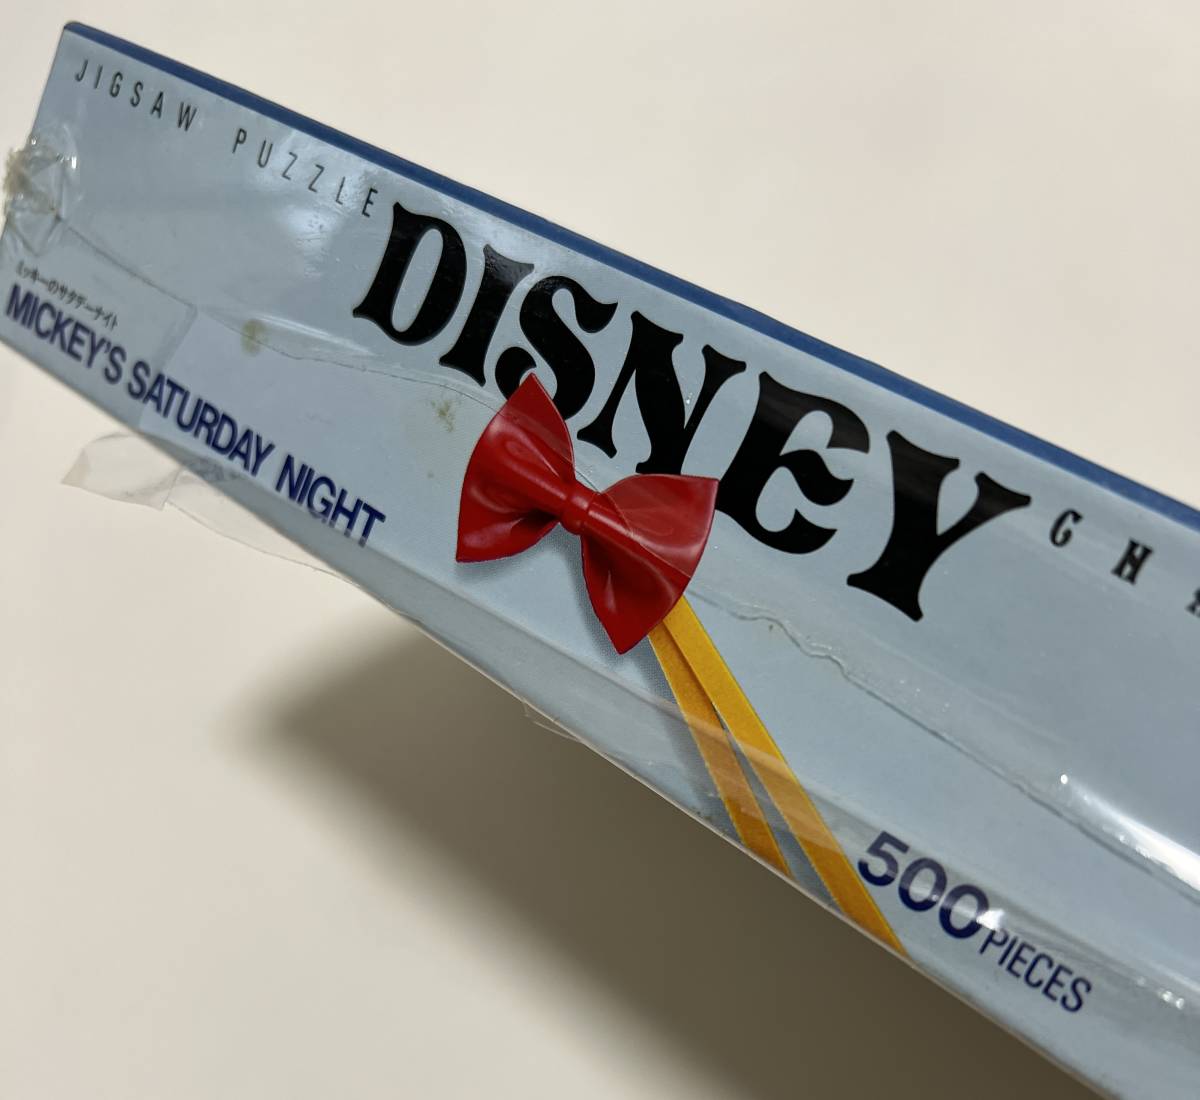 JIGSAW PUZZLE
DISNEY
ミッキーのサタデーナイト
MICKEY'S SATURDAY NIGHT
500 PIECES